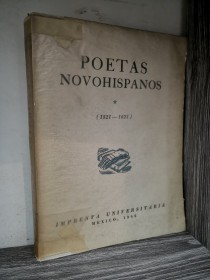 POETAS
NOVOHISPANOS
*
(1521-1621)
IMPRENTA UNIVERSITARIA
MEXICO, 1942